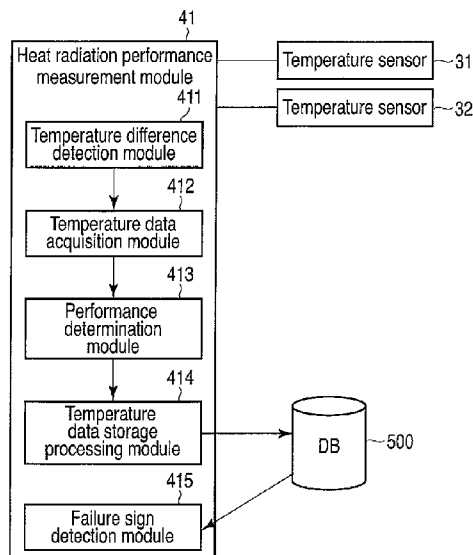 41
Heat radiation performance
measurement module
Temperature sensor
31
Temperature sensor
32
411
Temperature difference
detection module
412
Temperature data
acquisition module
413
Performance
determination
module
414
Temperature
data storage
processing module
DB
500
415
Failure sign
detection module